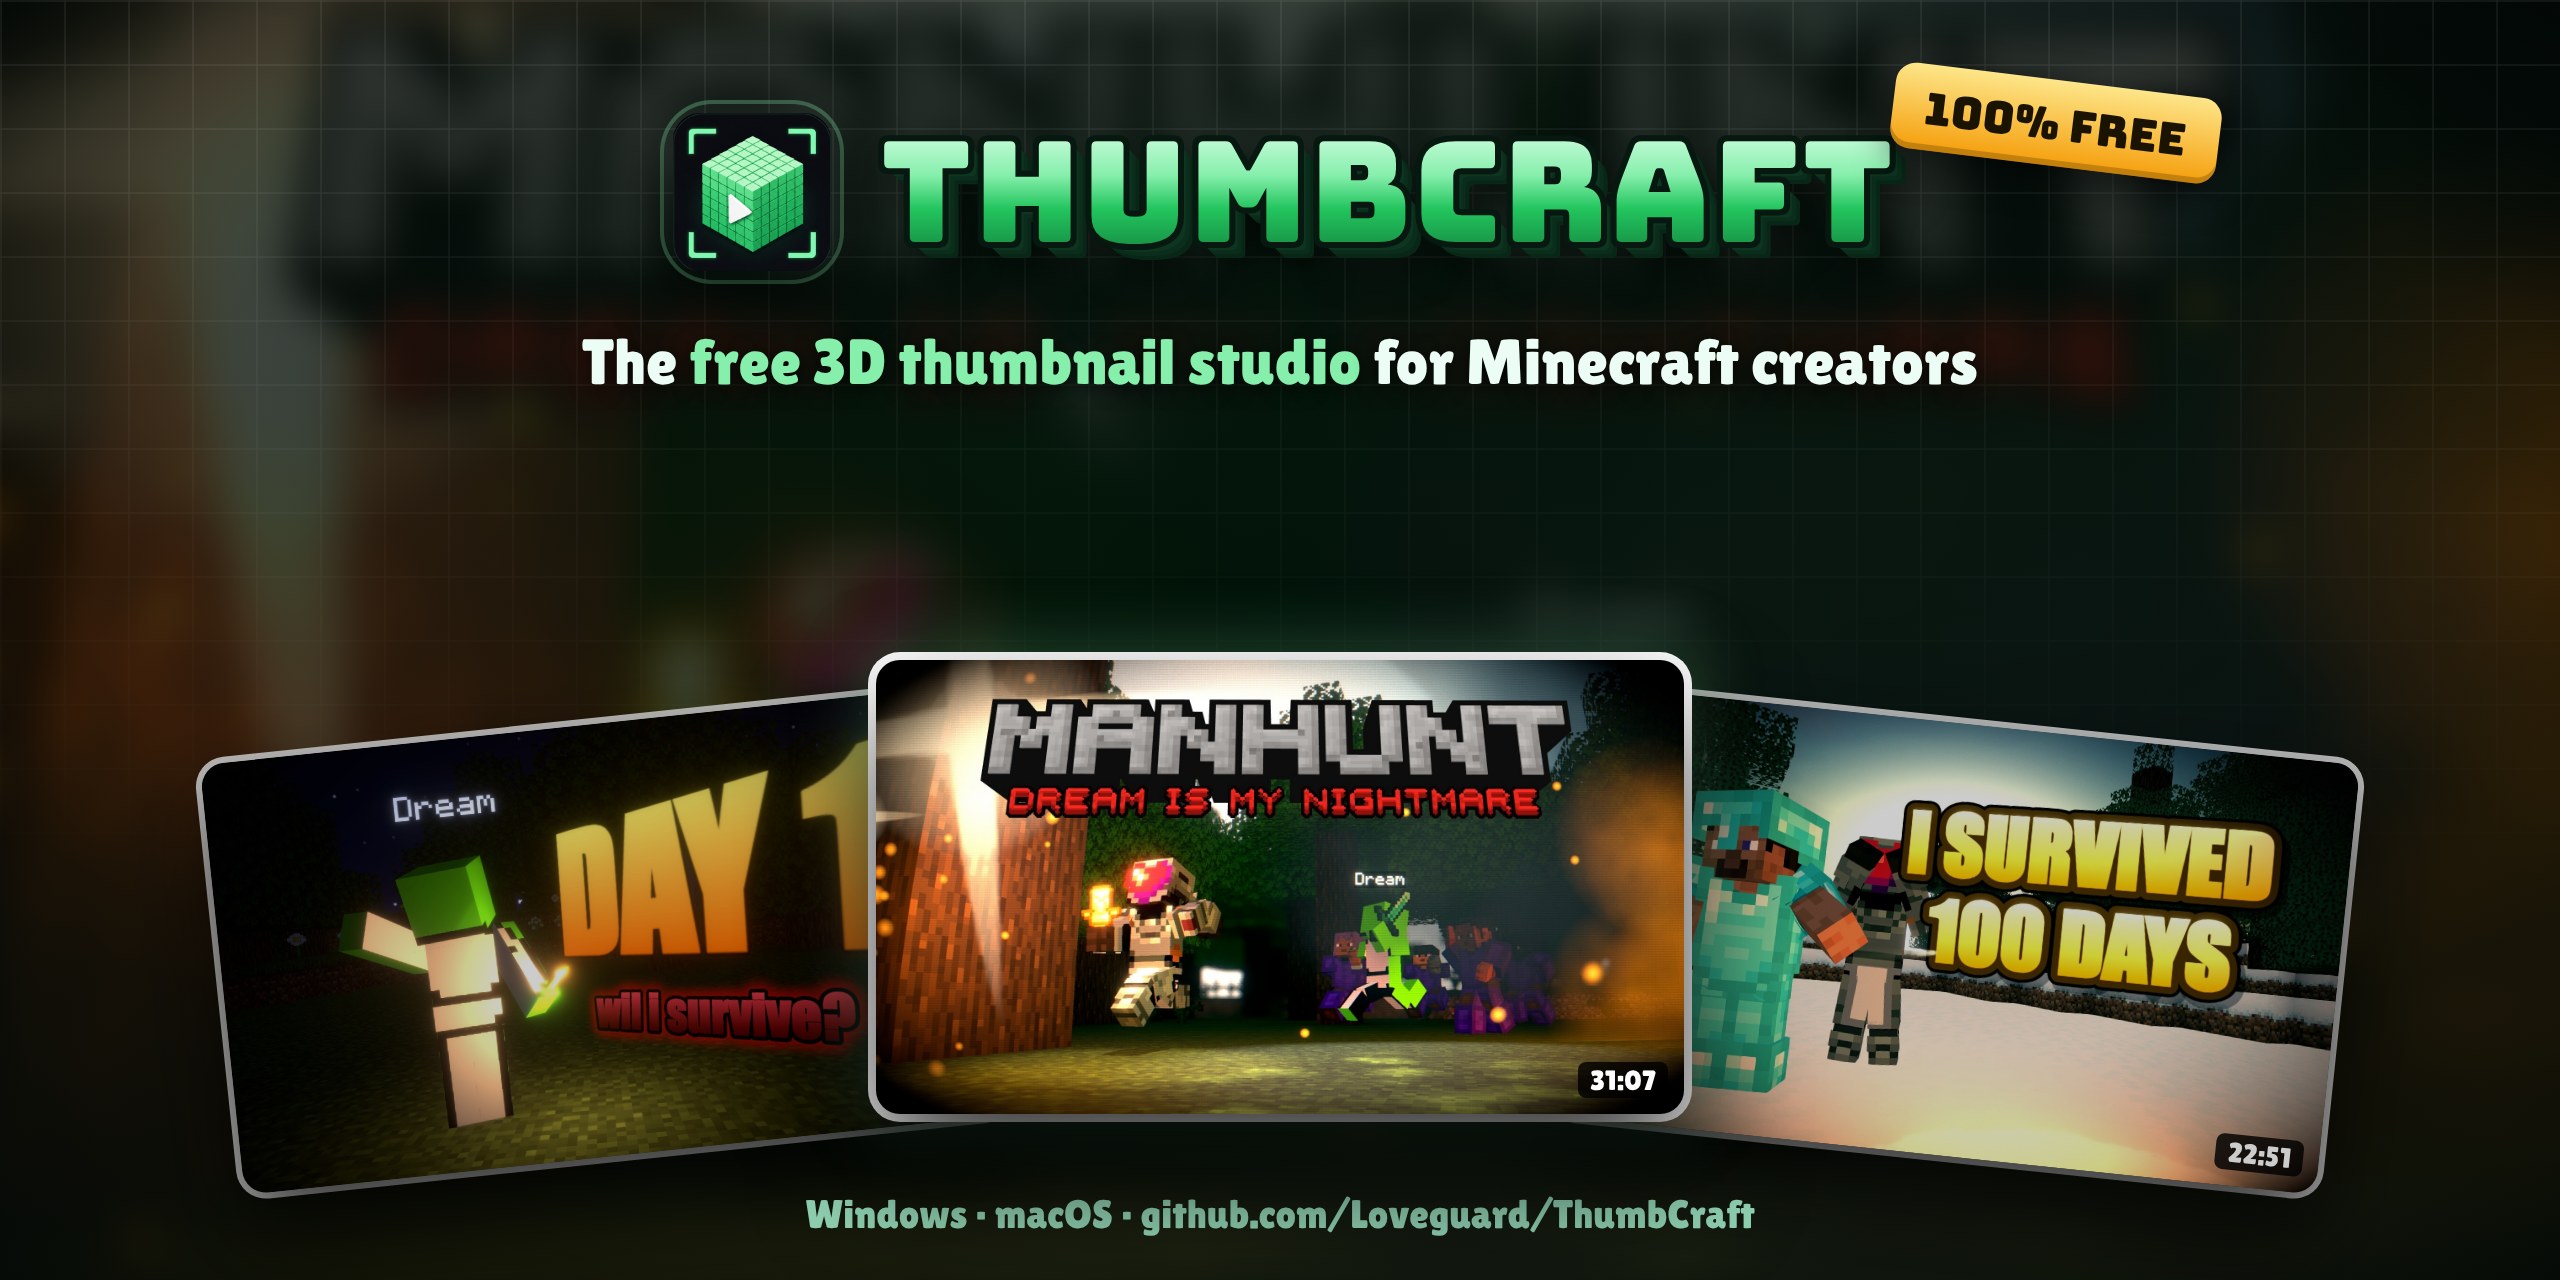 THUMBCRAFT
100% FREE
The free 3D thumbnail studio for Minecraft creators
Dream
DAY 1
will i survive?
MANHUNT
DREAM IS MY NIGHTMARE
Dream
31:07
I SURVIVED
100 DAYS
22:51
Windows · macOS · github.com/Loveguard/ThumbCraft